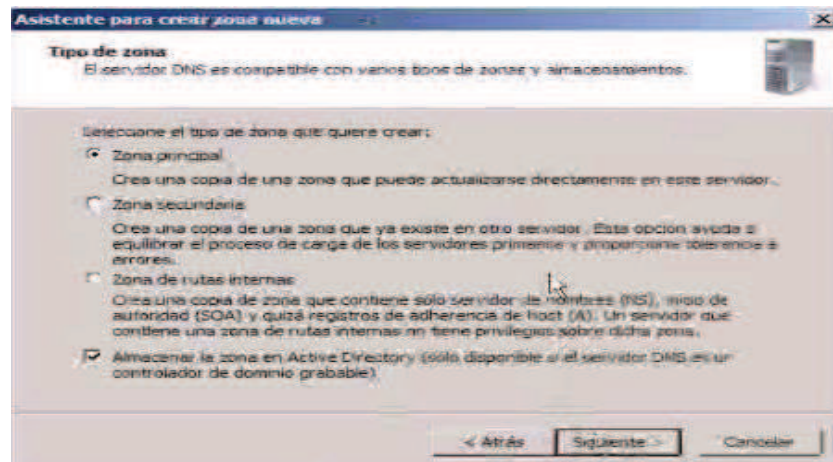 Asistente para crear zona nueva
Tipo de zona
El servidor DNS es compatible con varios tipos de zonas y almacenamientos.
Seleccione el tipo de zona que quiere crear:
Zona principal
Crea una copia de una zona que puede actualizarse directamente en este servidor.
Zona secundaria
Crea una copia de una zona que ya existe en otro servidor. Esta opción ayuda a
equilibrar el proceso de carga de los servidores primarios y proporciona tolerancia a
errores.
Zona de rutas internas
Crea una copia de zona que contiene sólo servidor de nombres (NS), inicio de
autoridad (SOA) y quizá registros de adherencia de host (A). Un servidor que
contiene una zona de rutas internas no tiene privilegios sobre dicha zona.
Almacenar la zona en Active Directory (sólo disponible si el servidor DNS es un
controlador de dominio grabable)
< Atrás
Siguiente >
Cancelar